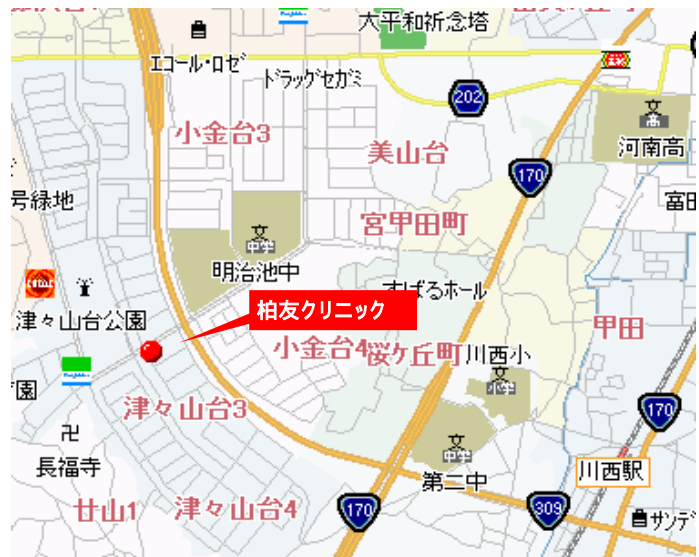 大平和祈念塔
エコール・ロゼ
ドラッグセガミ
202
小金台3
美山台
河南高
170
号緑地
富田
宮甲田町
明治池中
すばるホール
柏友クリニック
津々山台公園
甲田
小金台4
桜ケ丘町
川西小
園
津々山台3
170
卍
長福寺
第二中
川西駅
廿山1
津々山台4
170
309
サンデ